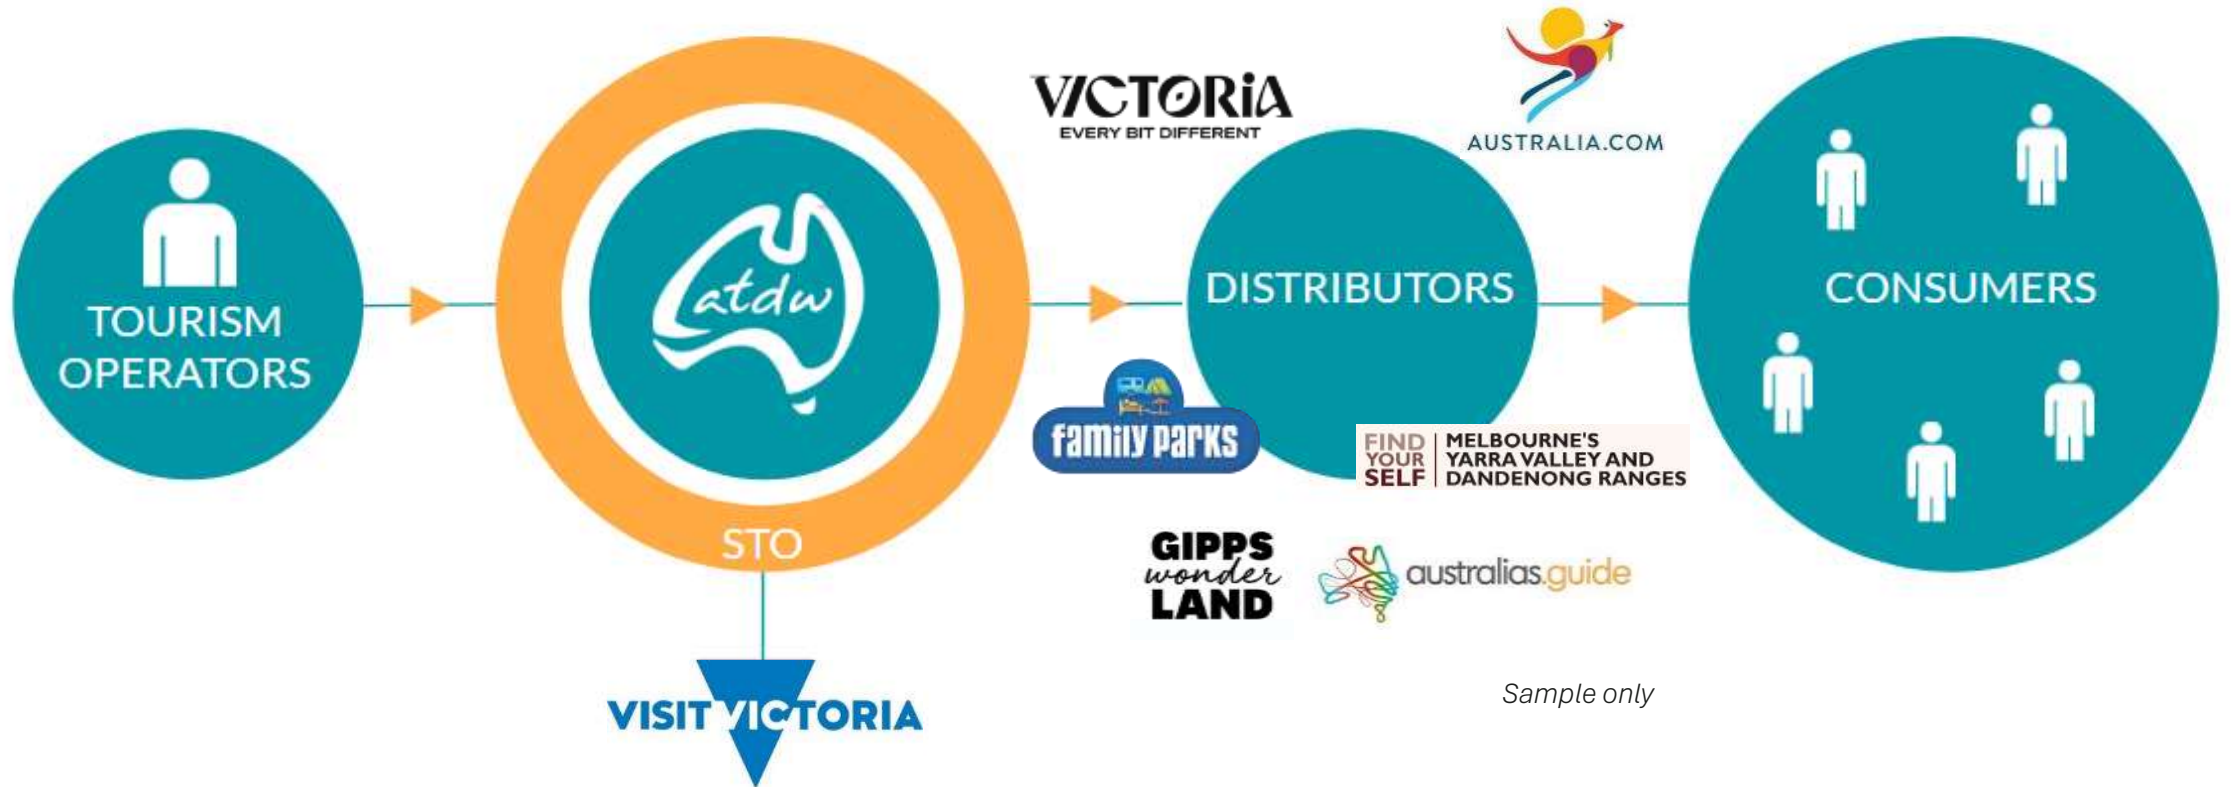 TOURISM
OPERATORS
atdw
STO
VISIT VICTORIA
VICTORiA
EVERY BIT DIFFERENT
AUSTRALIA.COM
DISTRIBUTORS
family parks
FIND
YOUR
SELF
MELBOURNE'S
YARRA VALLEY AND
DANDENONG RANGES
GIPPS
wonder
LAND
australias.guide
CONSUMERS
Sample only